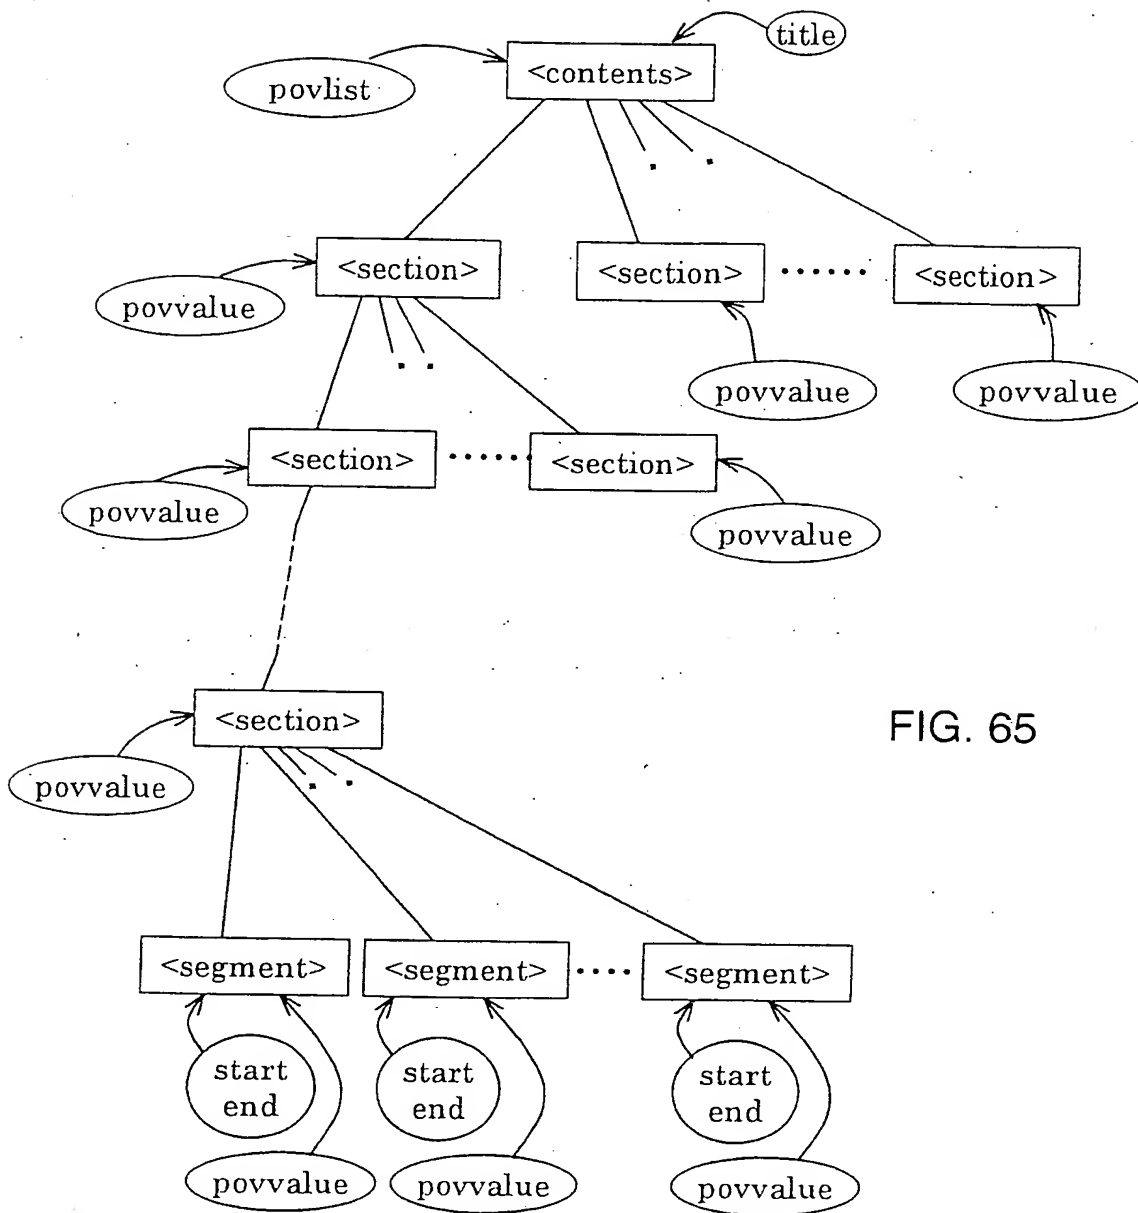 title
<contents>
povlist
<section>
<section>
<section>
povvalue
povvalue
povvalue
<section>
<section>
povvalue
povvalue
<section>
FIG. 65
povvalue
<segment>
<segment>
<segment>
start
end
start
end
start
end
povvalue
povvalue
povvalue